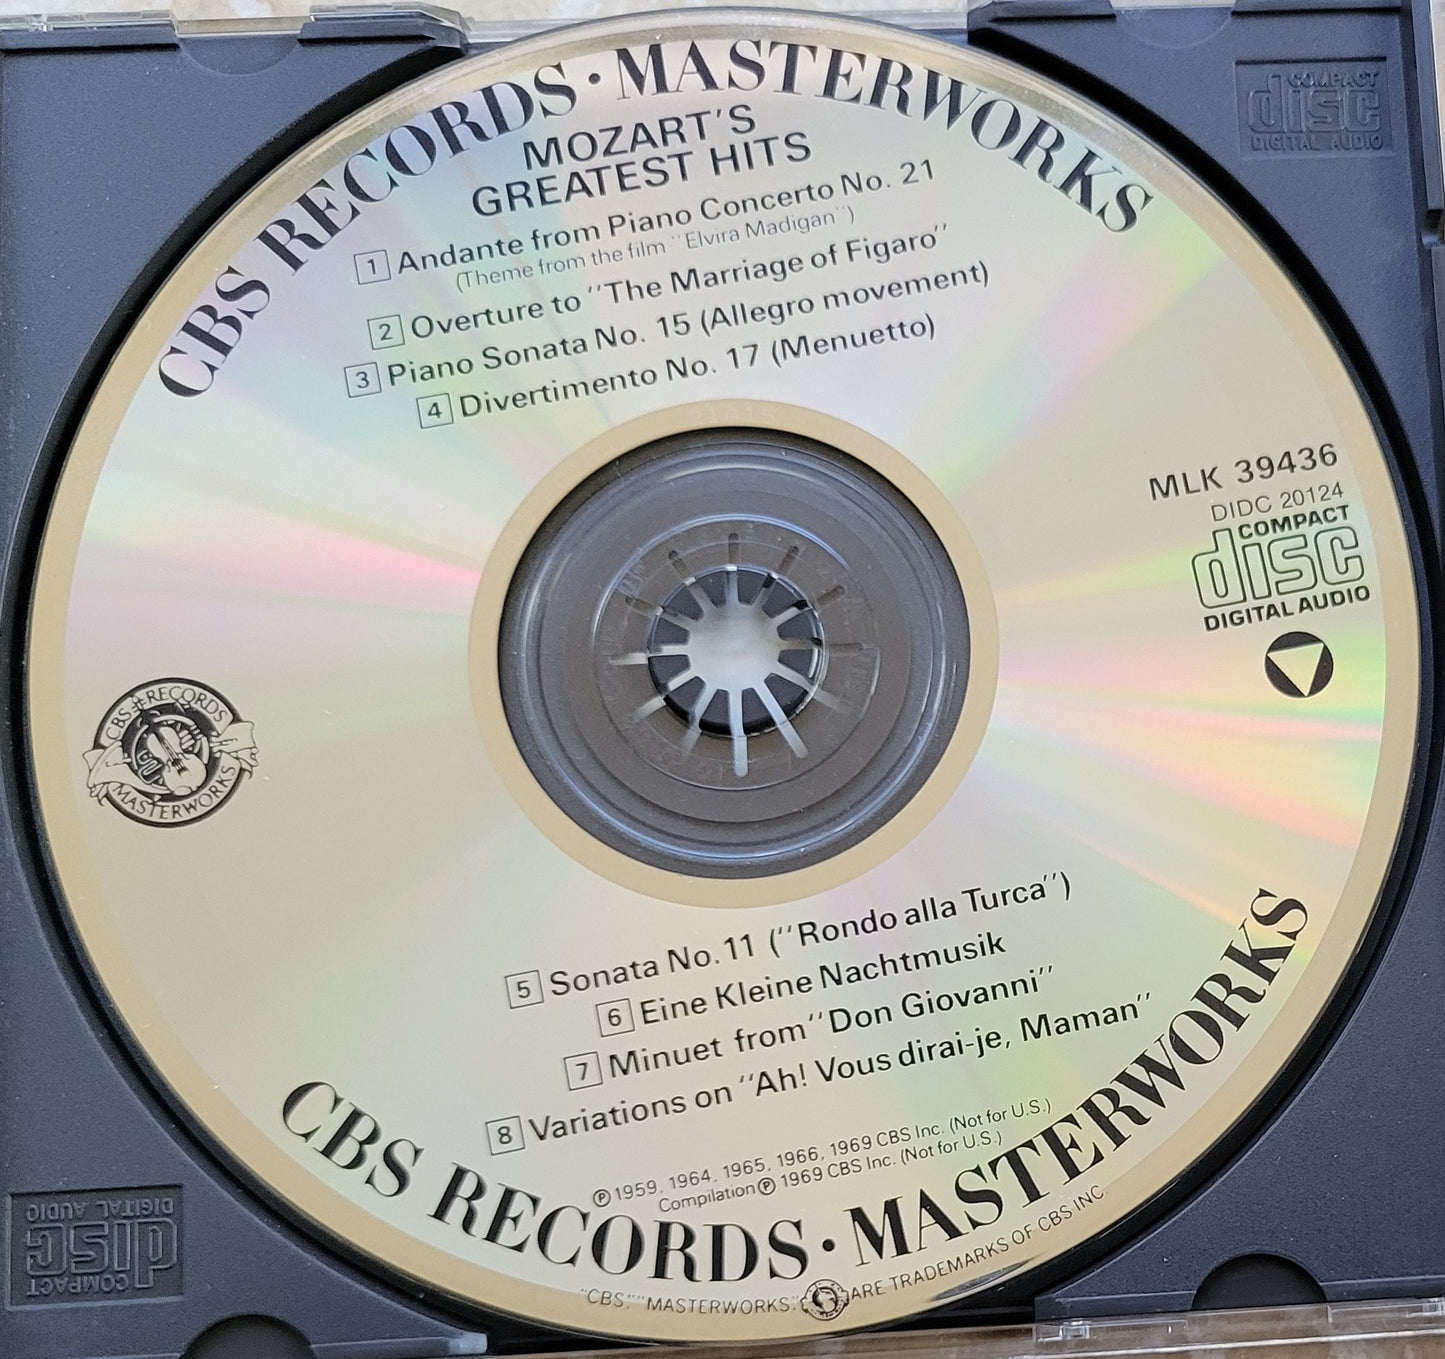 CBS RECORDS · MASTERWORKS
MOZART'S
GREATEST HITS
1 Andante from Piano Concerto No. 21
(Theme from the film "Elvira Madigan")
2 Overture to "The Marriage of Figaro"
3 Piano Sonata No. 15 (Allegro movement)
4 Divertimento No. 17 (Menuetto)
COMPACT
disc
DIGITAL AUDIO
MLK 39436
DIDC 20124
COMPACT
disc
DIGITAL AUDIO
CBS RECORDS
MASTERWORKS
5 Sonata No. 11 ("Rondo alla Turca")
6 Eine Kleine Nachtmusik
7 Minuet from "Don Giovanni"
8 Variations on "Ah! Vous dirai-je, Maman"
℗ 1959, 1964, 1965, 1966, 1969 CBS Inc. (Not for U.S.)
Compilation ℗ 1969 CBS Inc. (Not for U.S.)
CBS RECORDS · MASTERWORKS
"CBS," "MASTERWORKS," ARE TRADEMARKS OF CBS INC.
COMPACT
disc
DIGITAL AUDIO